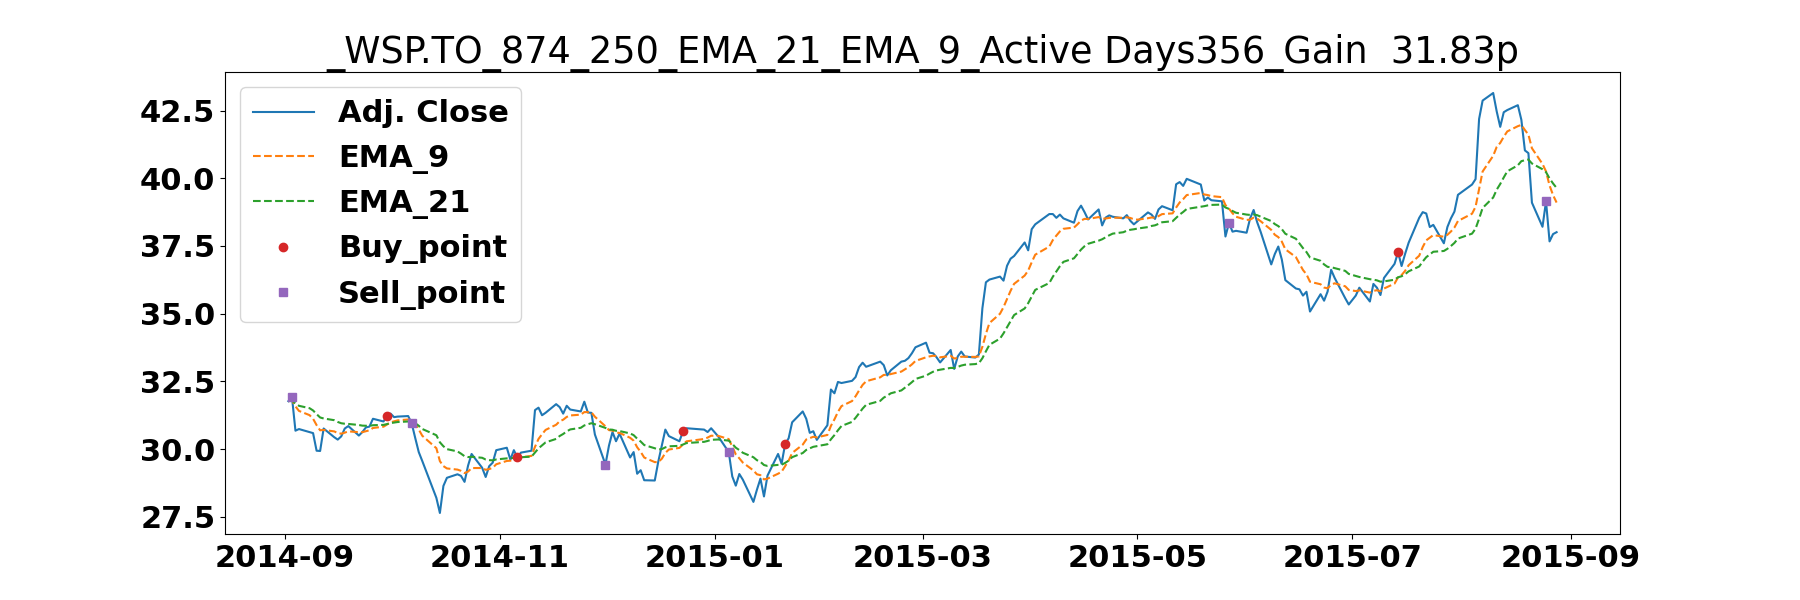 _WSP.TO_874_250_EMA_21_EMA_9_Active Days356_Gain  31.83p
42.5
40.0
37.5
35.0
32.5
30.0
27.5
Adj. Close
EMA_9
EMA_21
Buy_point
Sell_point
2014-09 2014-11 2015-01 2015-03 2015-05 2015-07 2015-09